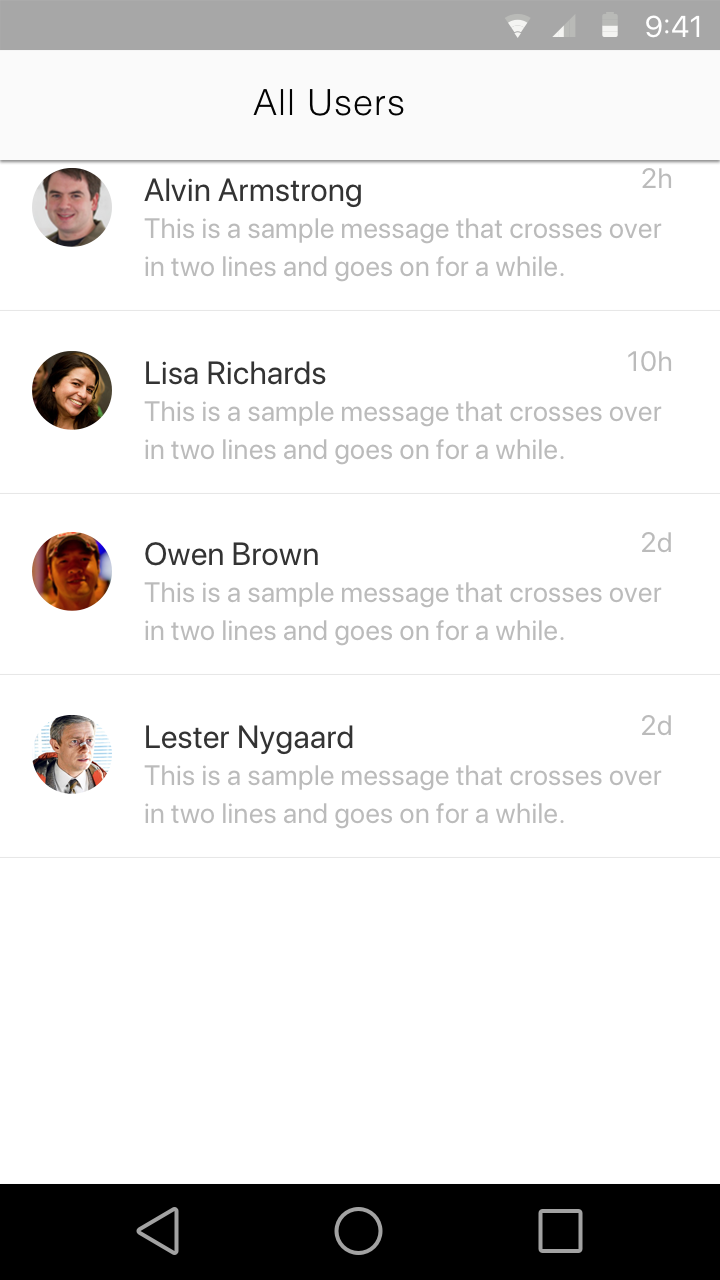 9:41
All Users
Alvin Armstrong
2h
This is a sample message that crosses over
in two lines and goes on for a while.
Lisa Richards
10h
This is a sample message that crosses over
in two lines and goes on for a while.
Owen Brown
2d
This is a sample message that crosses over
in two lines and goes on for a while.
Lester Nygaard
2d
This is a sample message that crosses over
in two lines and goes on for a while.